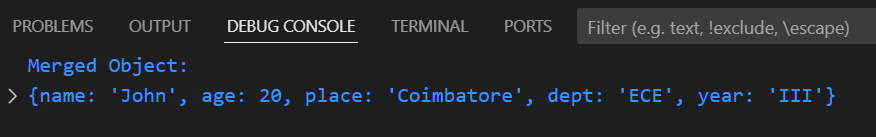 PROBLEMS OUTPUT DEBUG CONSOLE TERMINAL PORTS Filter (e.g. text, !exclude, \escape)
Merged Object:
> {name: 'John', age: 20, place: 'Coimbatore', dept: 'ECE', year: 'III'}